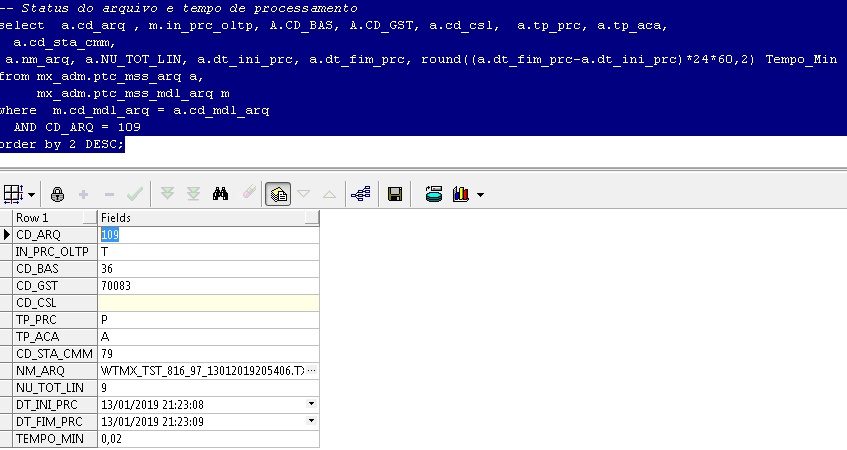 -- Status do arquivo e tempo de processamento
select a.cd_arq , m.in_prc_oltp, A.CD_BAS, A.CD_GST, a.cd_csl, a.tp_prc, a.tp_aca,
a.cd_sta_cmm,
a.nm_arq, a.NU_TOT_LIN, a.dt_ini_prc, a.dt_fim_prc, round((a.dt_fim_prc-a.dt_ini_prc)*24*60,2) Tempo_Min
from mx_adm.ptc_mss_arq a,
mx_adm.ptc_mss_mdl_arq m
where m.cd_mdl_arq = a.cd_mdl_arq
AND CD_ARQ = 109
order by 2 DESC;
Row 1 Fields
CD_ARQ 109
IN_PRC_OLTP T
CD_BAS 36
CD_GST 70083
CD_CSL
TP_PRC P
TP_ACA A
CD_STA_CMM 79
NM_ARQ WTMX_TST_816_97_13012019205406.TX ...
NU_TOT_LIN 9
DT_INI_PRC 13/01/2019 21:23:08
DT_FIM_PRC 13/01/2019 21:23:09
TEMPO_MIN 0,02